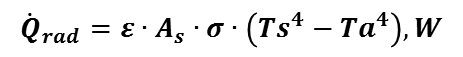 Q̇rad = ε · As · σ · (Ts⁴ − Ta⁴), W